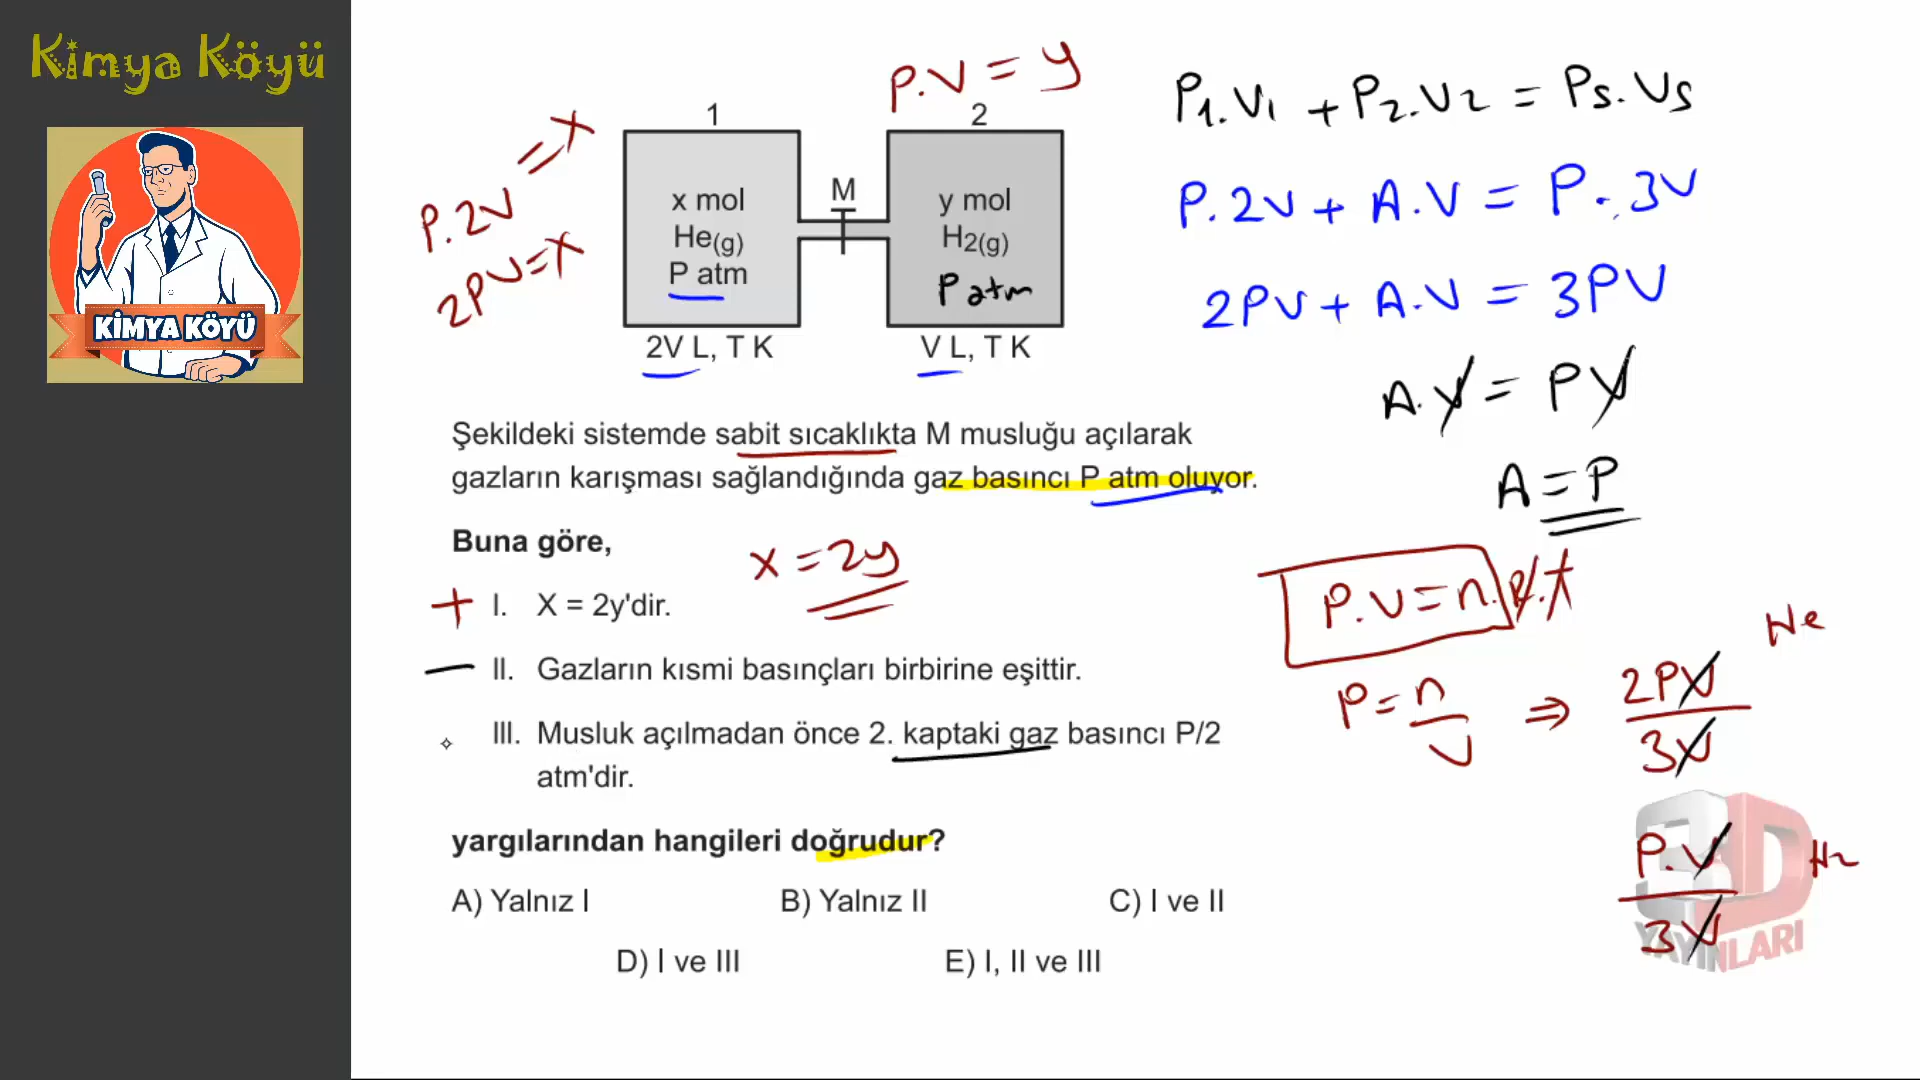 Kimya Köyü
KİMYA KÖYÜ
P.V = y
P.2V = x
2PV = x
1
2
x mol
He(g)
P atm
M
y mol
H2(g)
P atm
2V L, T K
V L, T K
Şekildeki sistemde sabit sıcaklıkta M musluğu açılarak
gazların karışması sağlandığında gaz basıncı P atm oluyor.
Buna göre,
x = 2y
+ I. X = 2y'dir.
— II. Gazların kısmi basınçları birbirine eşittir.
III. Musluk açılmadan önce 2. kaptaki gaz basıncı P/2
atm'dir.
yargılarından hangileri doğrudur?
A) Yalnız I B) Yalnız II C) I ve II
D) I ve III E) I, II ve III
P1.V1 + P2.V2 = Ps.Vs
P.2V + A.V = P.3V
2PV + A.V = 3PV
A.V = PV
A = P
P.V = n.R.T
P = n/V ⇒ 2PV/3V He
P.V/3V H2
3D
YAYINLARI